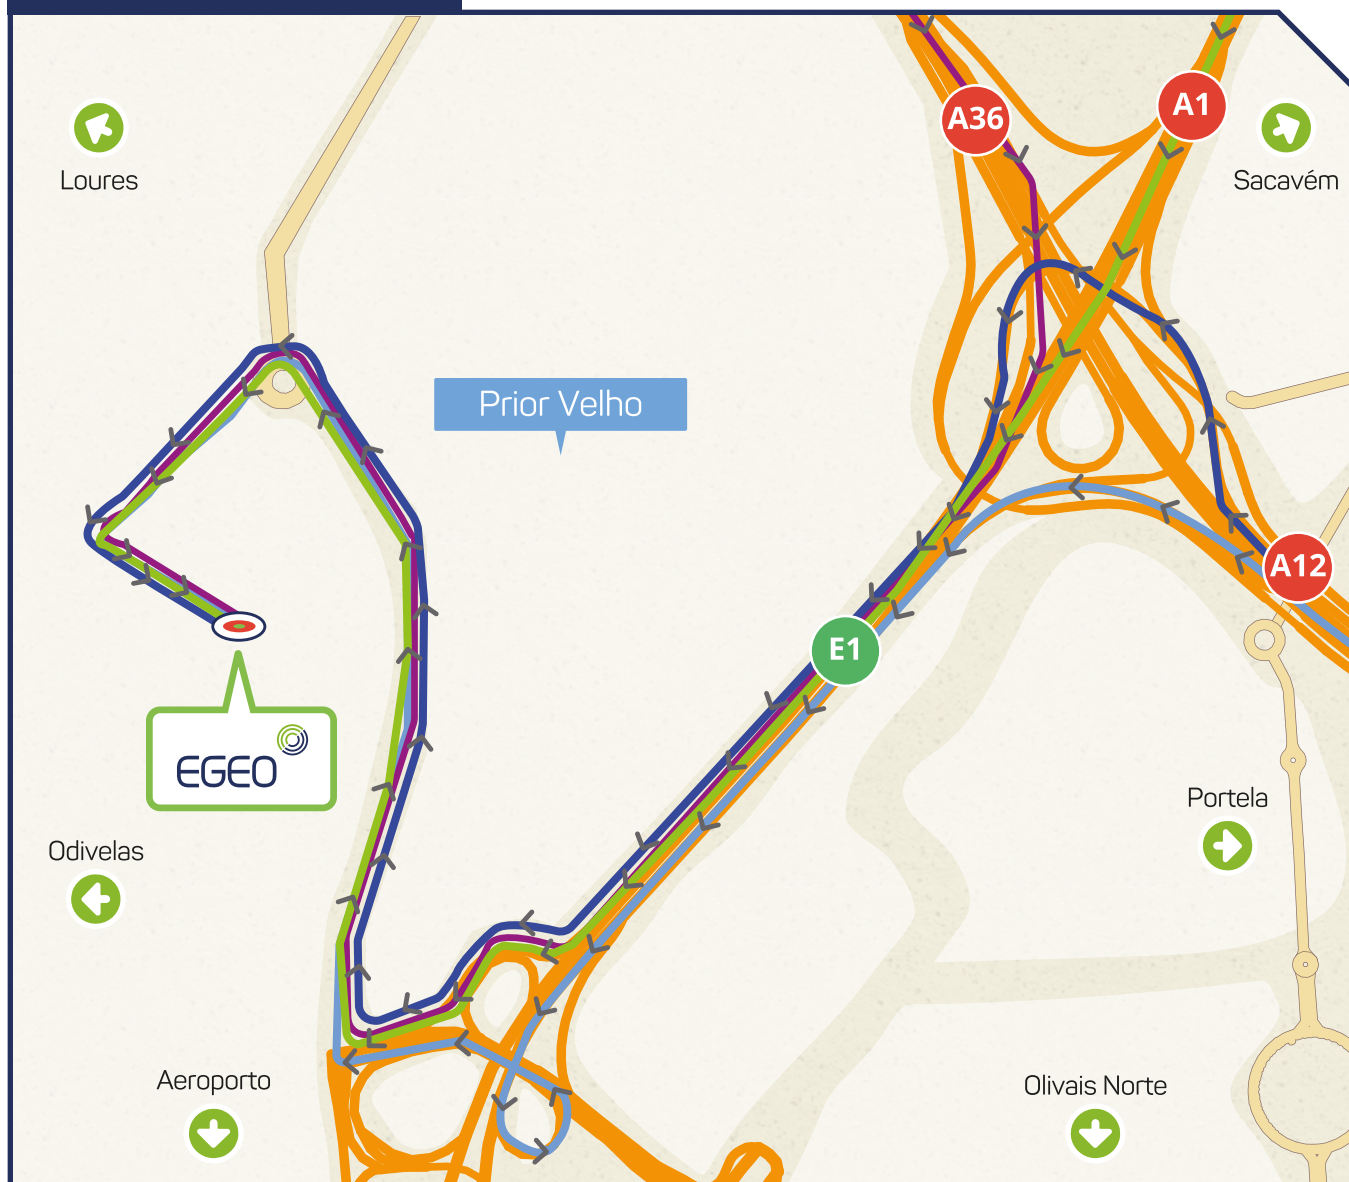 A36
A1
Loures
Sacavém
Prior Velho
A12
E1
EGEO
Portela
Odivelas
Aeroporto
Olivais Norte